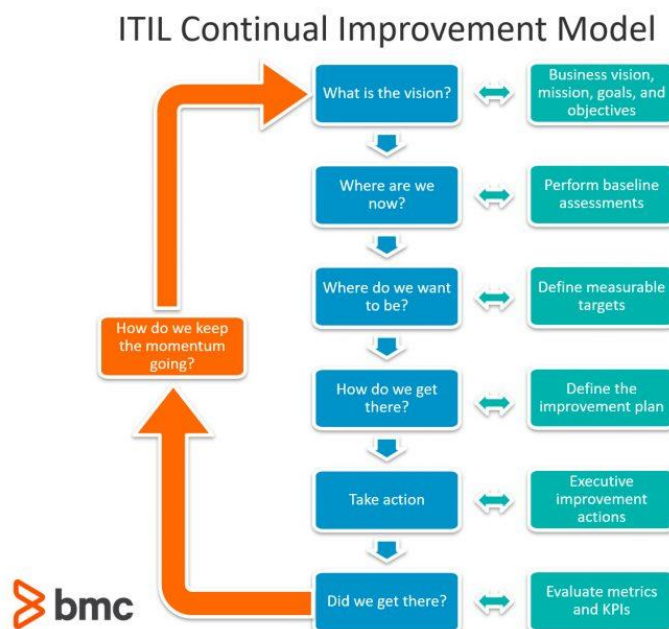 ITIL Continual Improvement Model
What is the vision?
Business vision,
mission, goals, and
objectives
Where are we
now?
Perform baseline
assessments
Where do we want
to be?
Define measurable
targets
How do we keep
the momentum
going?
How do we get
there?
Define the
improvement plan
Take action
Executive
improvement
actions
Did we get there?
Evaluate metrics
and KPIs
bmc